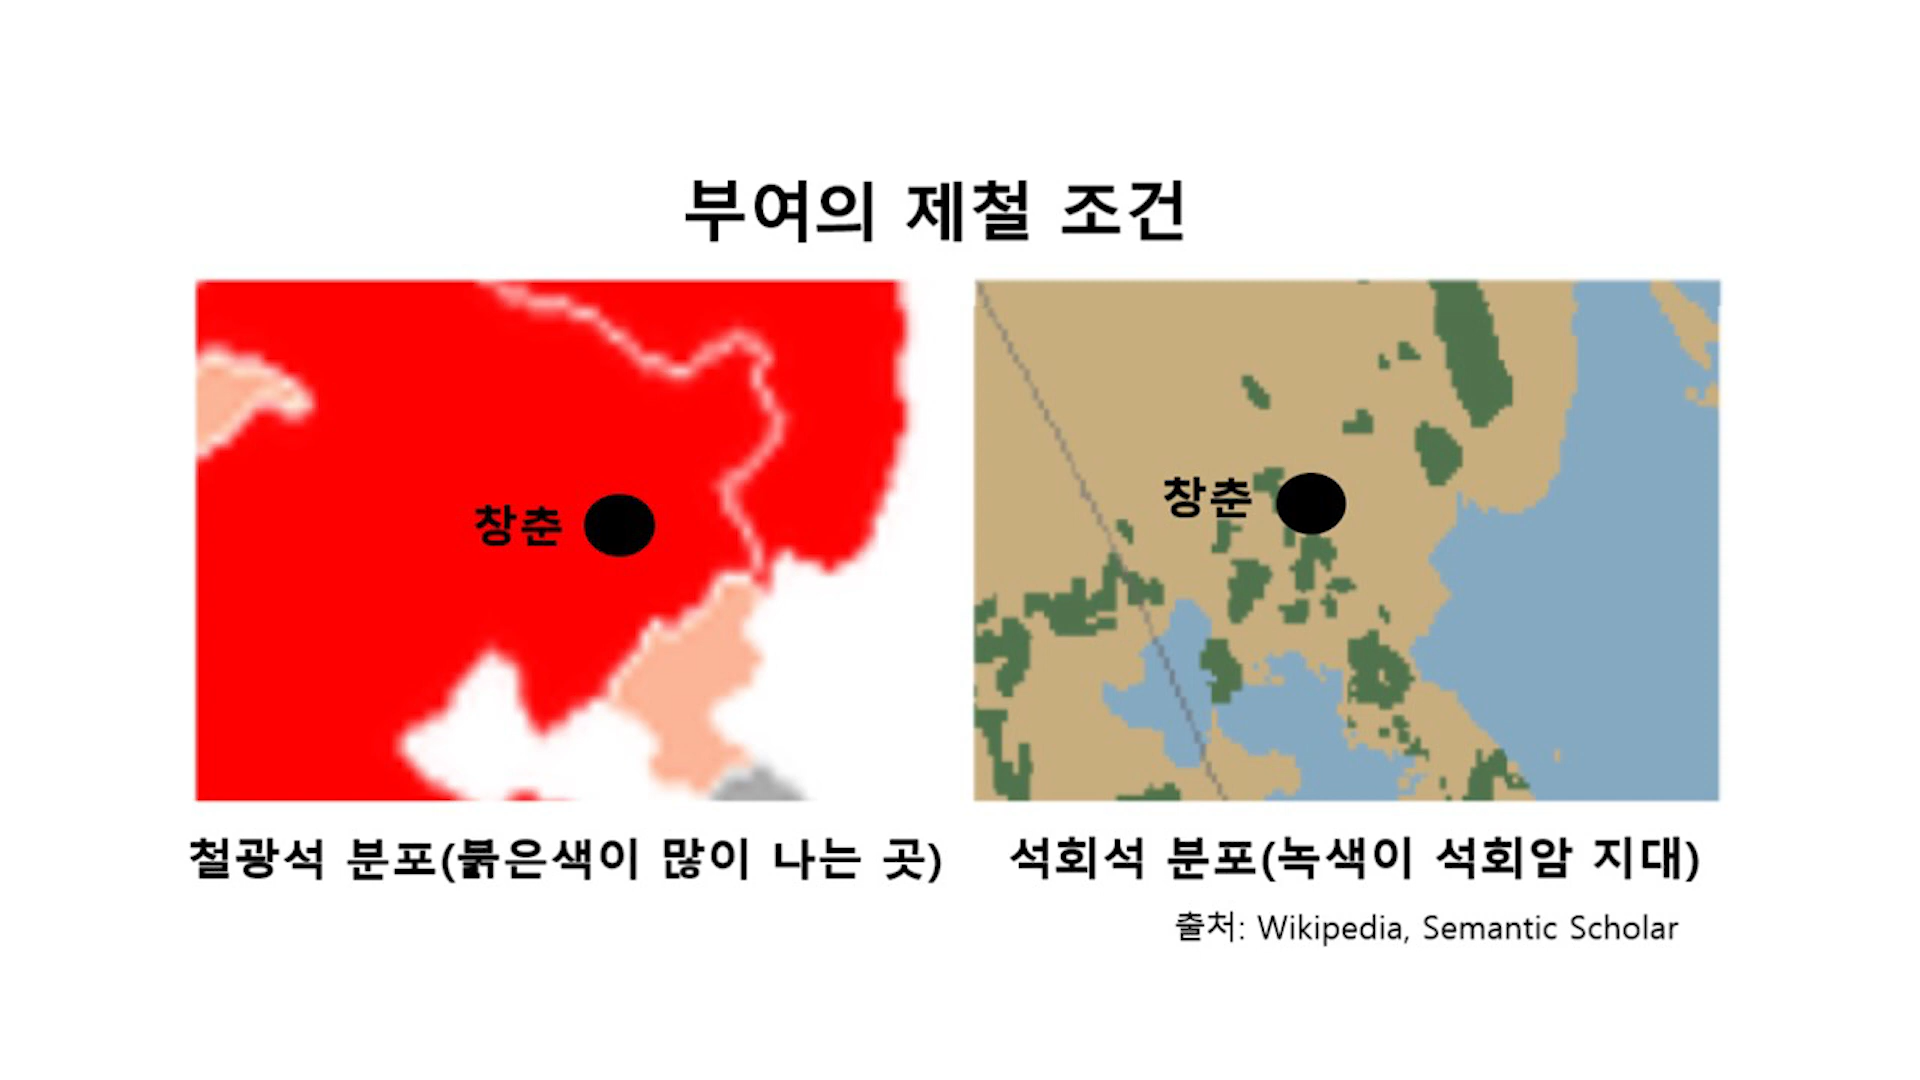 부여의 제철 조건
창춘
창춘
철광석 분포(붉은색이 많이 나는 곳)
석회석 분포(녹색이 석회암 지대)
출처: Wikipedia, Semantic Scholar